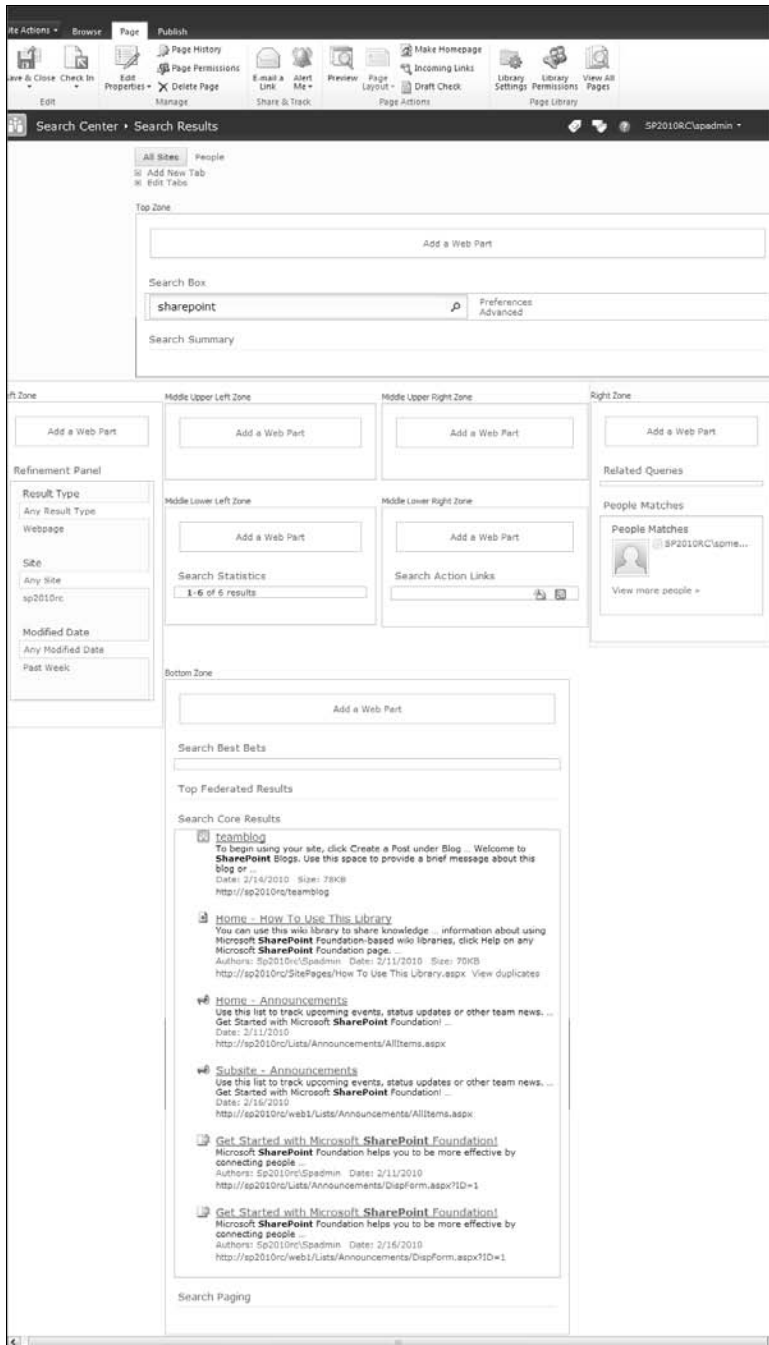 ite Actions Browse Page Publish
ave & Close Check In
Edit Properties
Page History
Page Permissions
Delete Page
E-mail a Link
Alert Me
Preview
Page Layout
Make Homepage
Incoming Links
Draft Check
Library Settings
Library Permissions
View All Pages
Edit Manage Share & Track Page Actions Page Library
Search Center Search Results SP2010RC\spadmin
All Sites People
Add New Tab
Edit Tabs
Top Zone
Add a Web Part
Search Box
sharepoint
Preferences
Advanced
Search Summary
ft Zone
Add a Web Part
Refinement Panel
Result Type
Any Result Type
Webpage
Site
Any Site
sp2010rc
Modified Date
Any Modified Date
Past Week
Middle Upper Left Zone
Add a Web Part
Middle Upper Right Zone
Add a Web Part
Middle Lower Left Zone
Add a Web Part
Search Statistics
1-6 of 6 results
Middle Lower Right Zone
Add a Web Part
Search Action Links
Right Zone
Add a Web Part
Related Queries
People Matches
People Matches
SP2010RC\spme...
View more people »
Bottom Zone
Add a Web Part
Search Best Bets
Top Federated Results
Search Core Results
teamblog
To begin using your site, click Create a Post under Blog ... Welcome to
SharePoint Blogs. Use this space to provide a brief message about this
blog or ...
Date: 2/14/2010 Size: 78KB
http://sp2010rc/teamblog
Home - How To Use This Library
You can use this wiki library to share knowledge ... information about using
Microsoft SharePoint Foundation-based wiki libraries, click Help on any
Microsoft SharePoint Foundation page. ...
Authors: Sp2010rc\Spadmin Date: 2/11/2010 Size: 70KB
http://sp2010rc/SitePages/How To Use This Library.aspx View duplicates
Home - Announcements
Use this list to track upcoming events, status updates or other team news. ...
Get Started with Microsoft SharePoint Foundation! ...
Date: 2/11/2010
http://sp2010rc/Lists/Announcements/AllItems.aspx
Subsite - Announcements
Use this list to track upcoming events, status updates or other team news. ...
Get Started with Microsoft SharePoint Foundation! ...
Date: 2/16/2010
http://sp2010rc/web1/Lists/Announcements/AllItems.aspx
Get Started with Microsoft SharePoint Foundation!
Microsoft SharePoint Foundation helps you to be more effective by
connecting people ...
Authors: Sp2010rc\Spadmin Date: 2/11/2010
http://sp2010rc/Lists/Announcements/DispForm.aspx?ID=1
Get Started with Microsoft SharePoint Foundation!
Microsoft SharePoint Foundation helps you to be more effective by
connecting people ...
Authors: Sp2010rc\Spadmin Date: 2/16/2010
http://sp2010rc/web1/Lists/Announcements/DispForm.aspx?ID=1
Search Paging